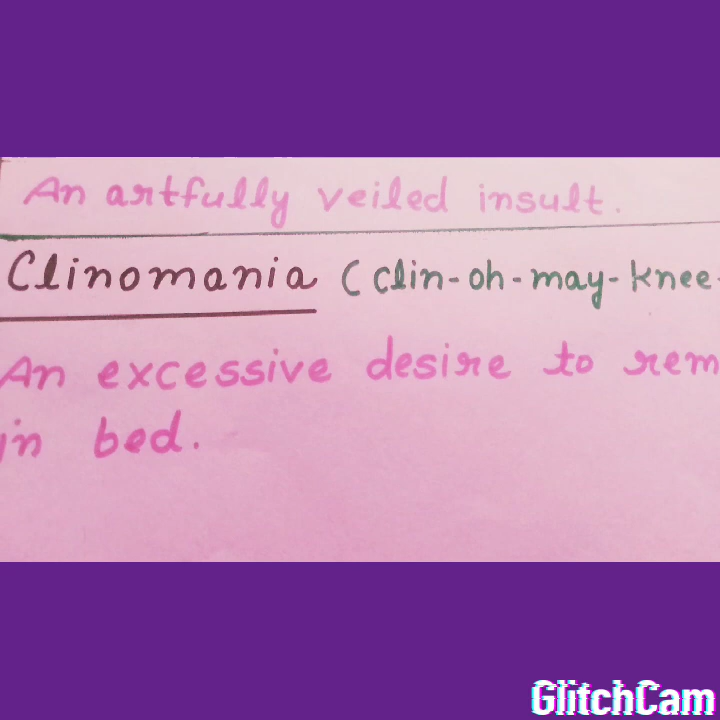 An artfully veiled insult.
Clinomania (clin-oh-may-knee-
An excessive desire to rem
in bed.
GlitchCam